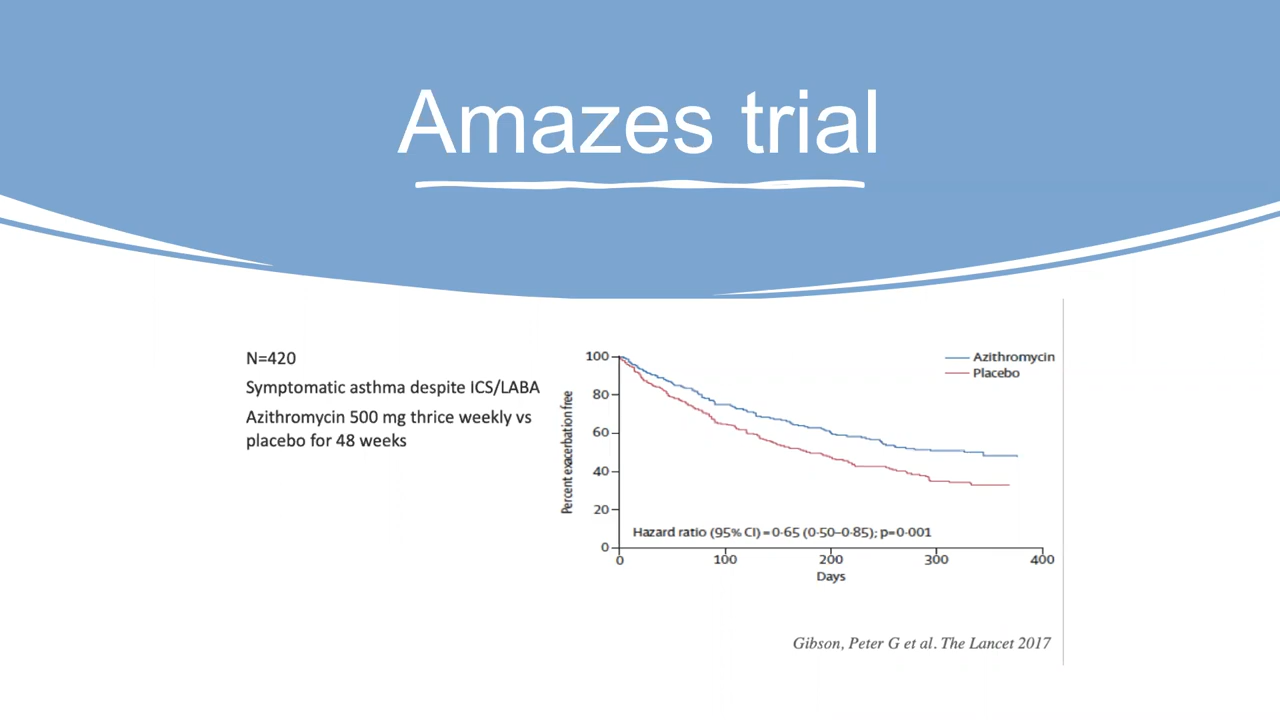 Amazes trial
N=420
Symptomatic asthma despite ICS/LABA
Azithromycin 500 mg thrice weekly vs
placebo for 48 weeks
Azithromycin
Placebo
Percent exacerbation free
100
80
60
40
20
0
Hazard ratio (95% CI)=0·65 (0·50–0·85); p=0·001
0
100
200
300
400
Days
Gibson, Peter G et al. The Lancet 2017